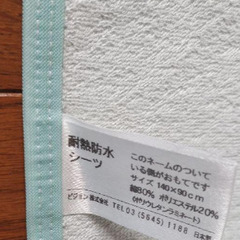 耐熱防水
シーツ
このネームのついて
いる側がおもてです
サイズ 140×90cm
綿80% ポリエステル20%
(ポリウレタンラミネート)
ピジョン株式会社
TEL03(5645)1188 日本製